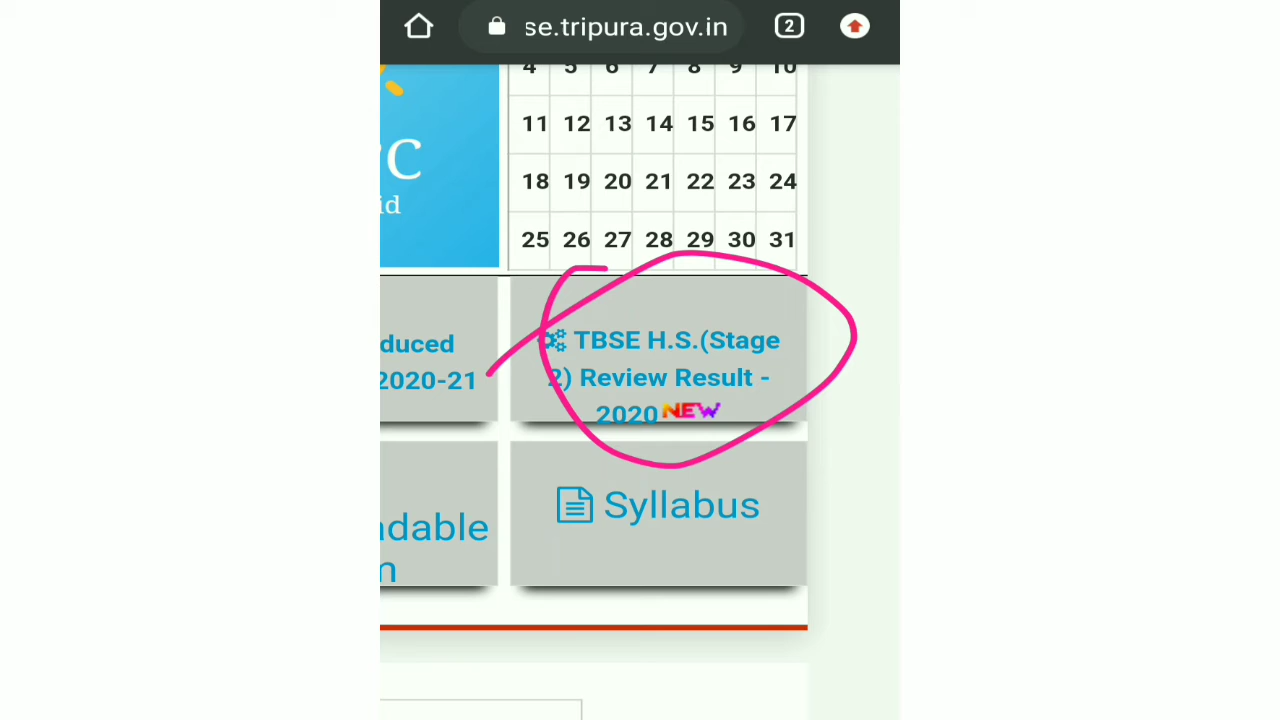 se.tripura.gov.in
2
4 5 6 7 8 9 10
11 12 13 14 15 16 17
18 19 20 21 22 23 24
25 26 27 28 29 30 31
C
id
duced
2020-21
TBSE H.S.(Stage
2) Review Result -
2020 NEW
adable
n
Syllabus